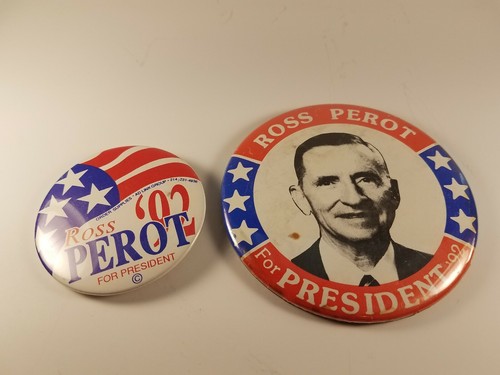 Ross
PEROT
'92
FOR PRESIDENT
©
ROSS PEROT
For PRESIDENT '92